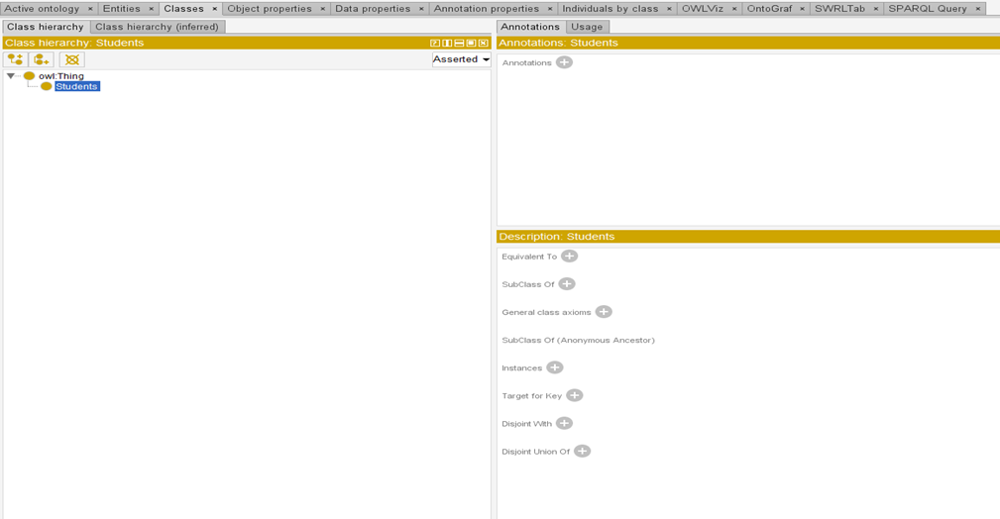 Active ontology × Entities × Classes × Object properties × Data properties × Annotation properties × Individuals by class × OWLViz × OntoGraf × SWRLTab × SPARQL Query ×
Class hierarchy Class hierarchy (inferred)
Class hierarchy: Students
Asserted
owl:Thing
Students
Annotations Usage
Annotations: Students
Annotations
Description: Students
Equivalent To
SubClass Of
General class axioms
SubClass Of (Anonymous Ancestor)
Instances
Target for Key
Disjoint With
Disjoint Union Of